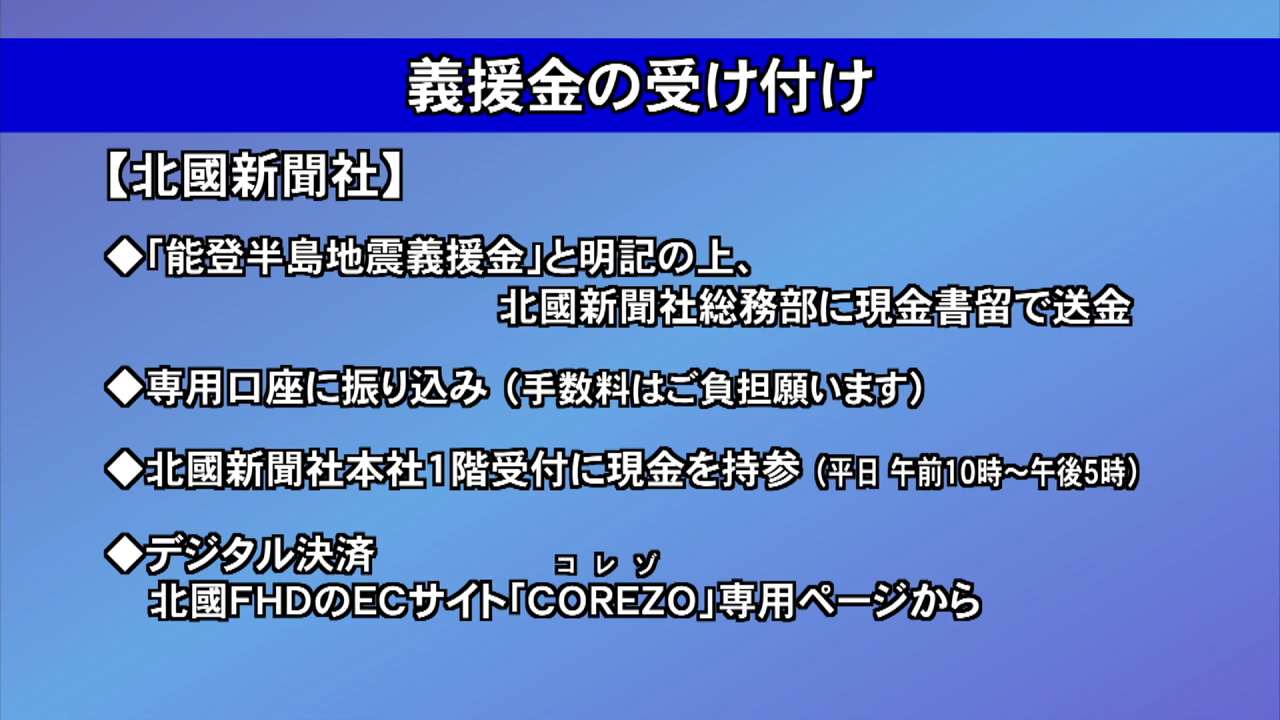 義援金の受け付け
【北國新聞社】
◆「能登半島地震義援金」と明記の上、
北國新聞社総務部に現金書留で送金
◆専用口座に振り込み（手数料はご負担願います）
◆北國新聞社本社1階受付に現金を持参（平日 午前10時～午後5時）
◆デジタル決済
コレゾ
北國FHDのECサイト「COREZO」専用ページから